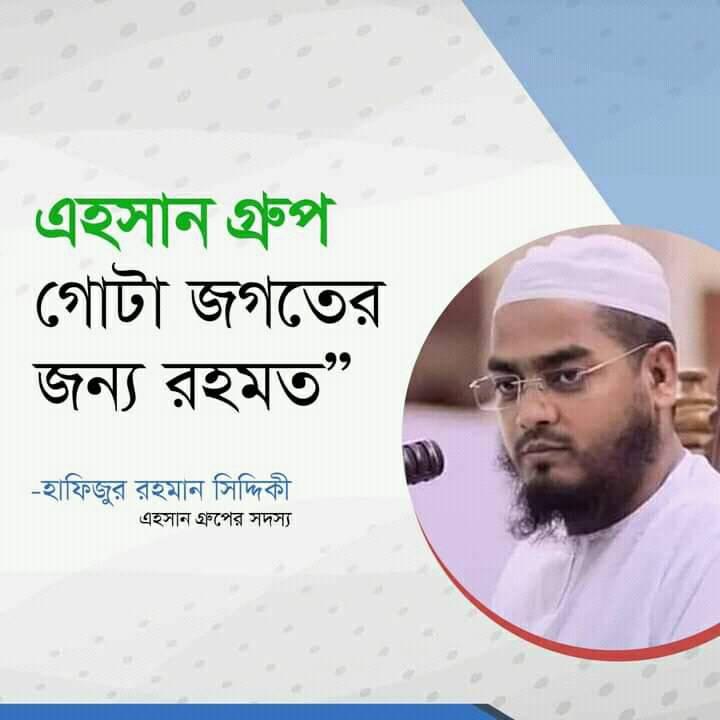 এহসান গ্রুপ
গোটা জগতের
জন্য রহমত”
-হাফিজুর রহমান সিদ্দিকী
এহসান গ্রুপের সদস্য